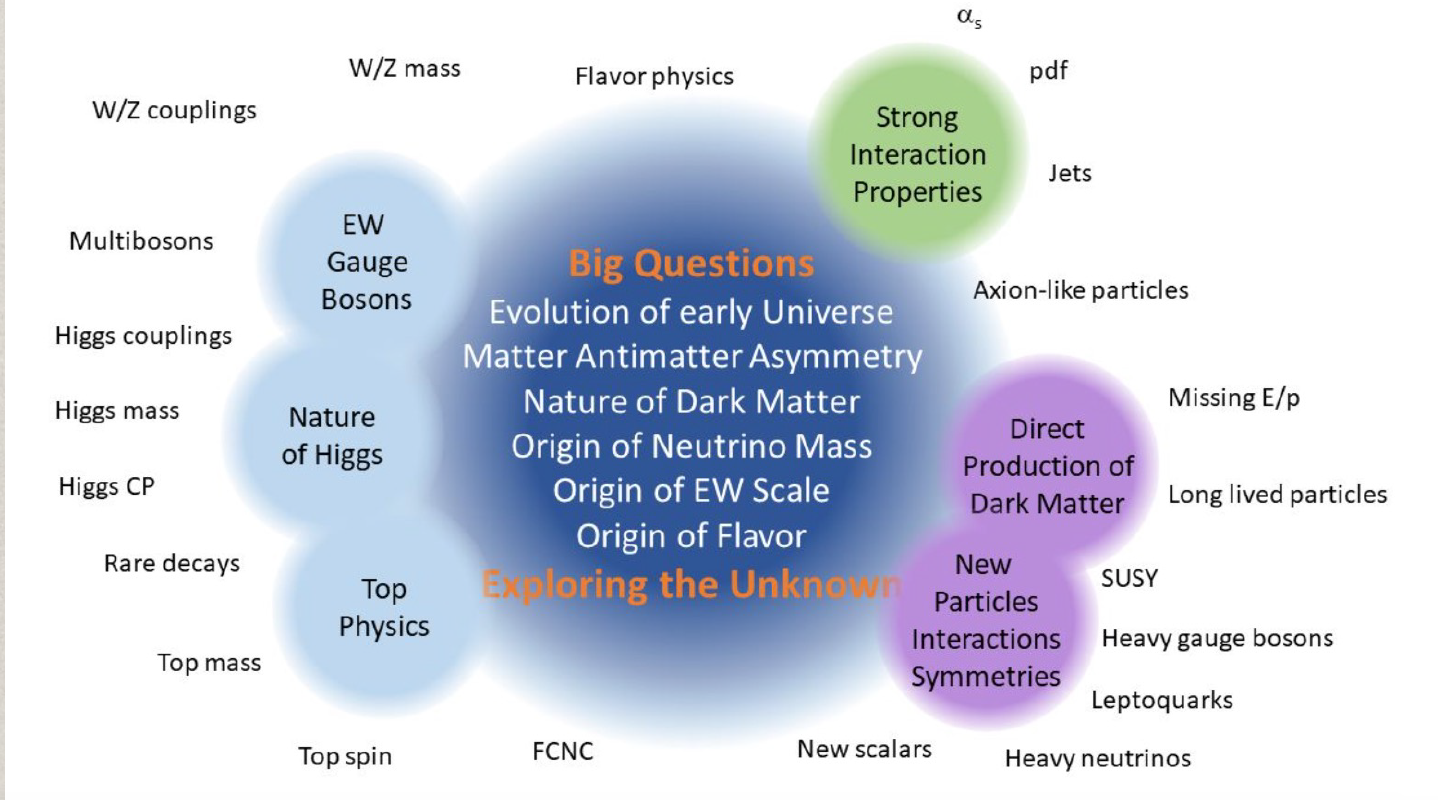 α_s
W/Z mass
Flavor physics
pdf
W/Z couplings
Strong
Interaction
Properties
Jets
EW
Gauge
Bosons
Multibosons
Big Questions
Evolution of early Universe
Matter Antimatter Asymmetry
Nature of Dark Matter
Origin of Neutrino Mass
Origin of EW Scale
Origin of Flavor
Exploring the Unknown
Axion-like particles
Higgs couplings
Higgs mass
Nature
of Higgs
Higgs CP
Missing E/p
Direct
Production of
Dark Matter
Long lived particles
Rare decays
Top
Physics
New
Particles
Interactions
Symmetries
SUSY
Heavy gauge bosons
Top mass
Leptoquarks
Top spin
FCNC
New scalars
Heavy neutrinos